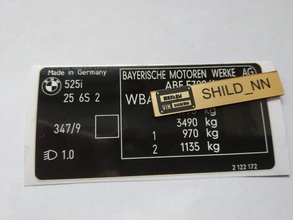 Made in Germany
BAYERISCHE MOTOREN WERKE AG
525i
25 6S 2
WBA
SHILD_NN
VIN
3490 kg
347/9
1 970 kg
1.0
2 1135 kg
2 122 172